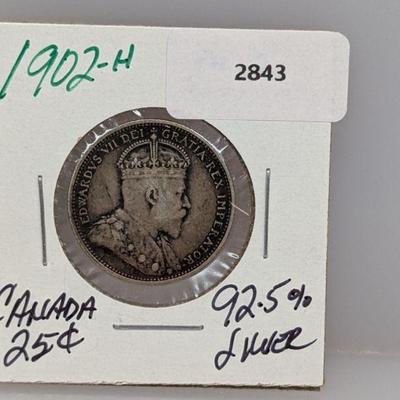 1902-H
2843
EDWARDVS VII DEI GRATIA REX IMPERATOR
CANADA
25¢
92.5%
SILVER